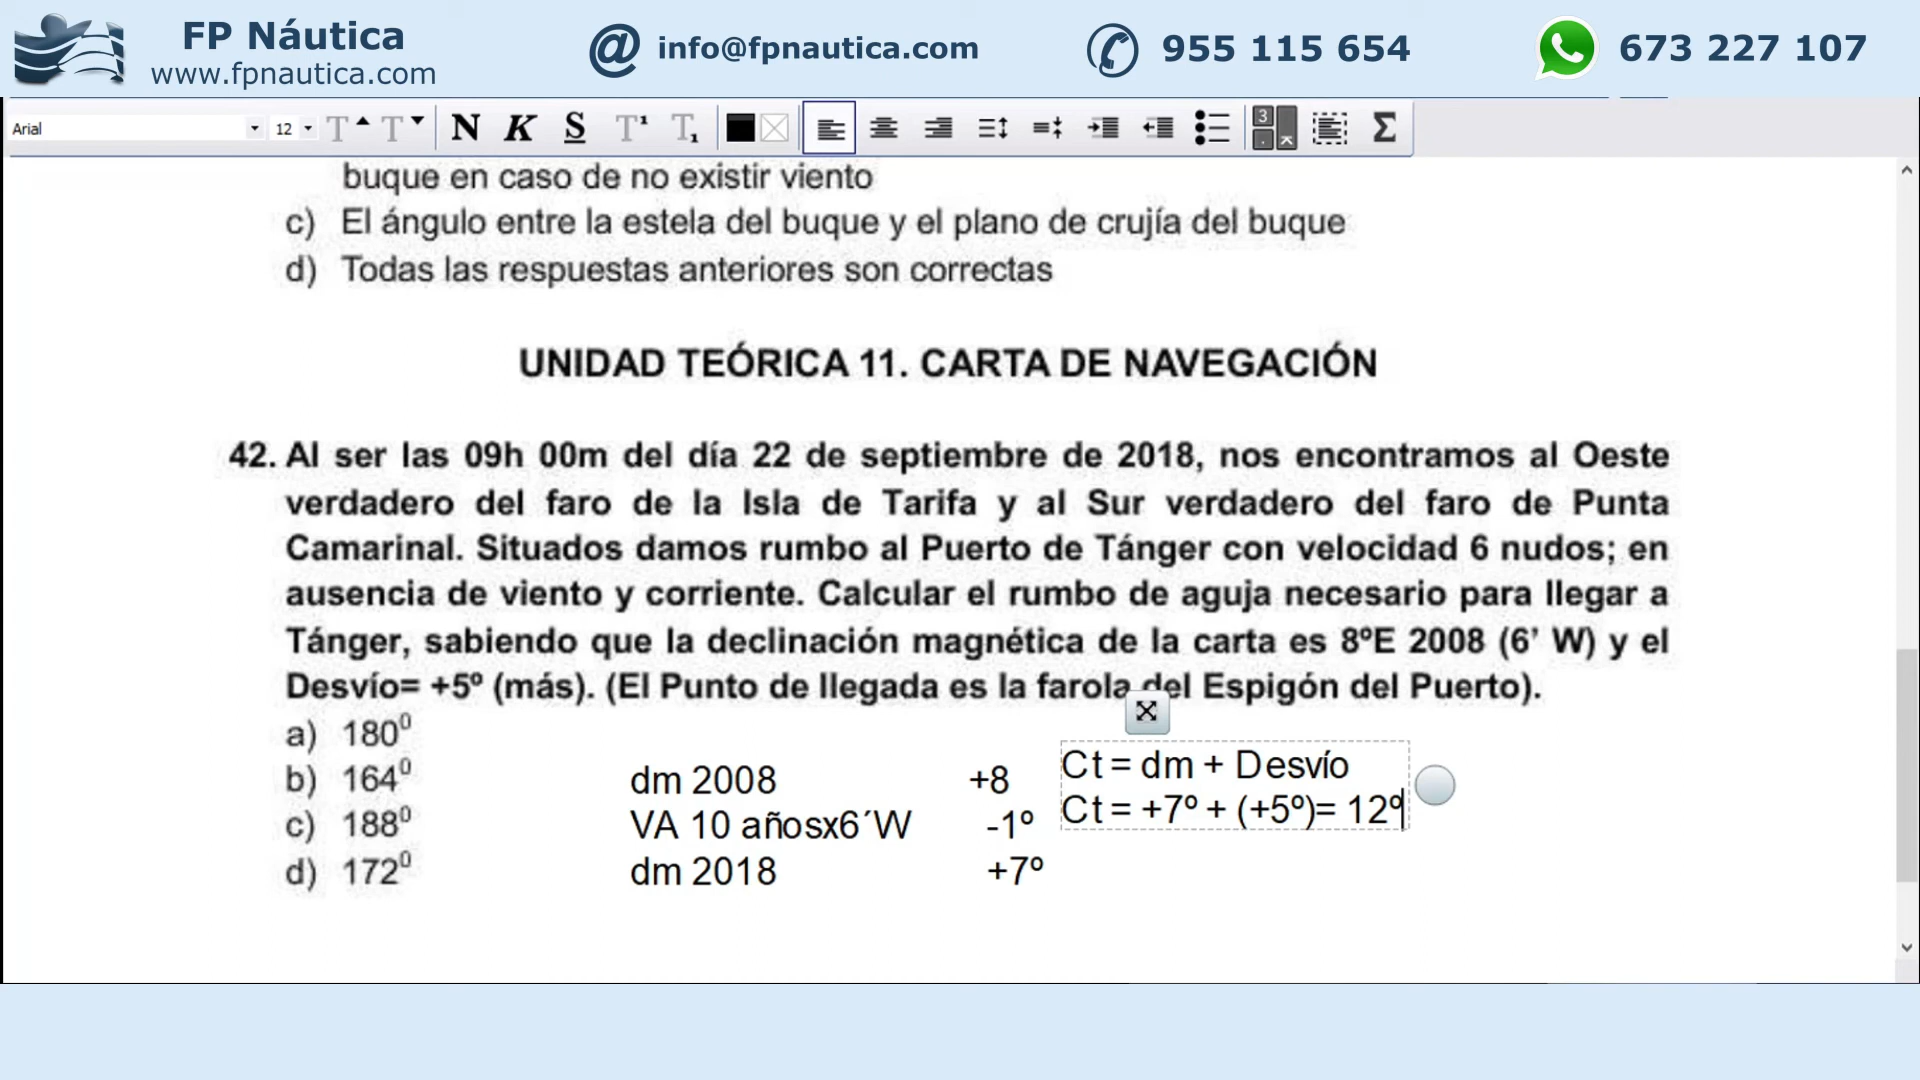 FP Náutica
www.fpnautica.com
info@fpnautica.com
955 115 654
673 227 107
Arial
12
N K S
buque en caso de no existir viento
c) El ángulo entre la estela del buque y el plano de crujía del buque
d) Todas las respuestas anteriores son correctas
UNIDAD TEÓRICA 11. CARTA DE NAVEGACIÓN
42. Al ser las 09h 00m del día 22 de septiembre de 2018, nos encontramos al Oeste
verdadero del faro de la Isla de Tarifa y al Sur verdadero del faro de Punta
Camarinal. Situados damos rumbo al Puerto de Tánger con velocidad 6 nudos; en
ausencia de viento y corriente. Calcular el rumbo de aguja necesario para llegar a
Tánger, sabiendo que la declinación magnética de la carta es 8ºE 2008 (6' W) y el
Desvío= +5º (más). (El Punto de llegada es la farola del Espigón del Puerto).
a) 180⁰
b) 164⁰
c) 188⁰
d) 172⁰
dm 2008 +8
VA 10 añosx6´W -1º
dm 2018 +7º
Ct = dm + Desvío
Ct = +7º + (+5º)= 12º